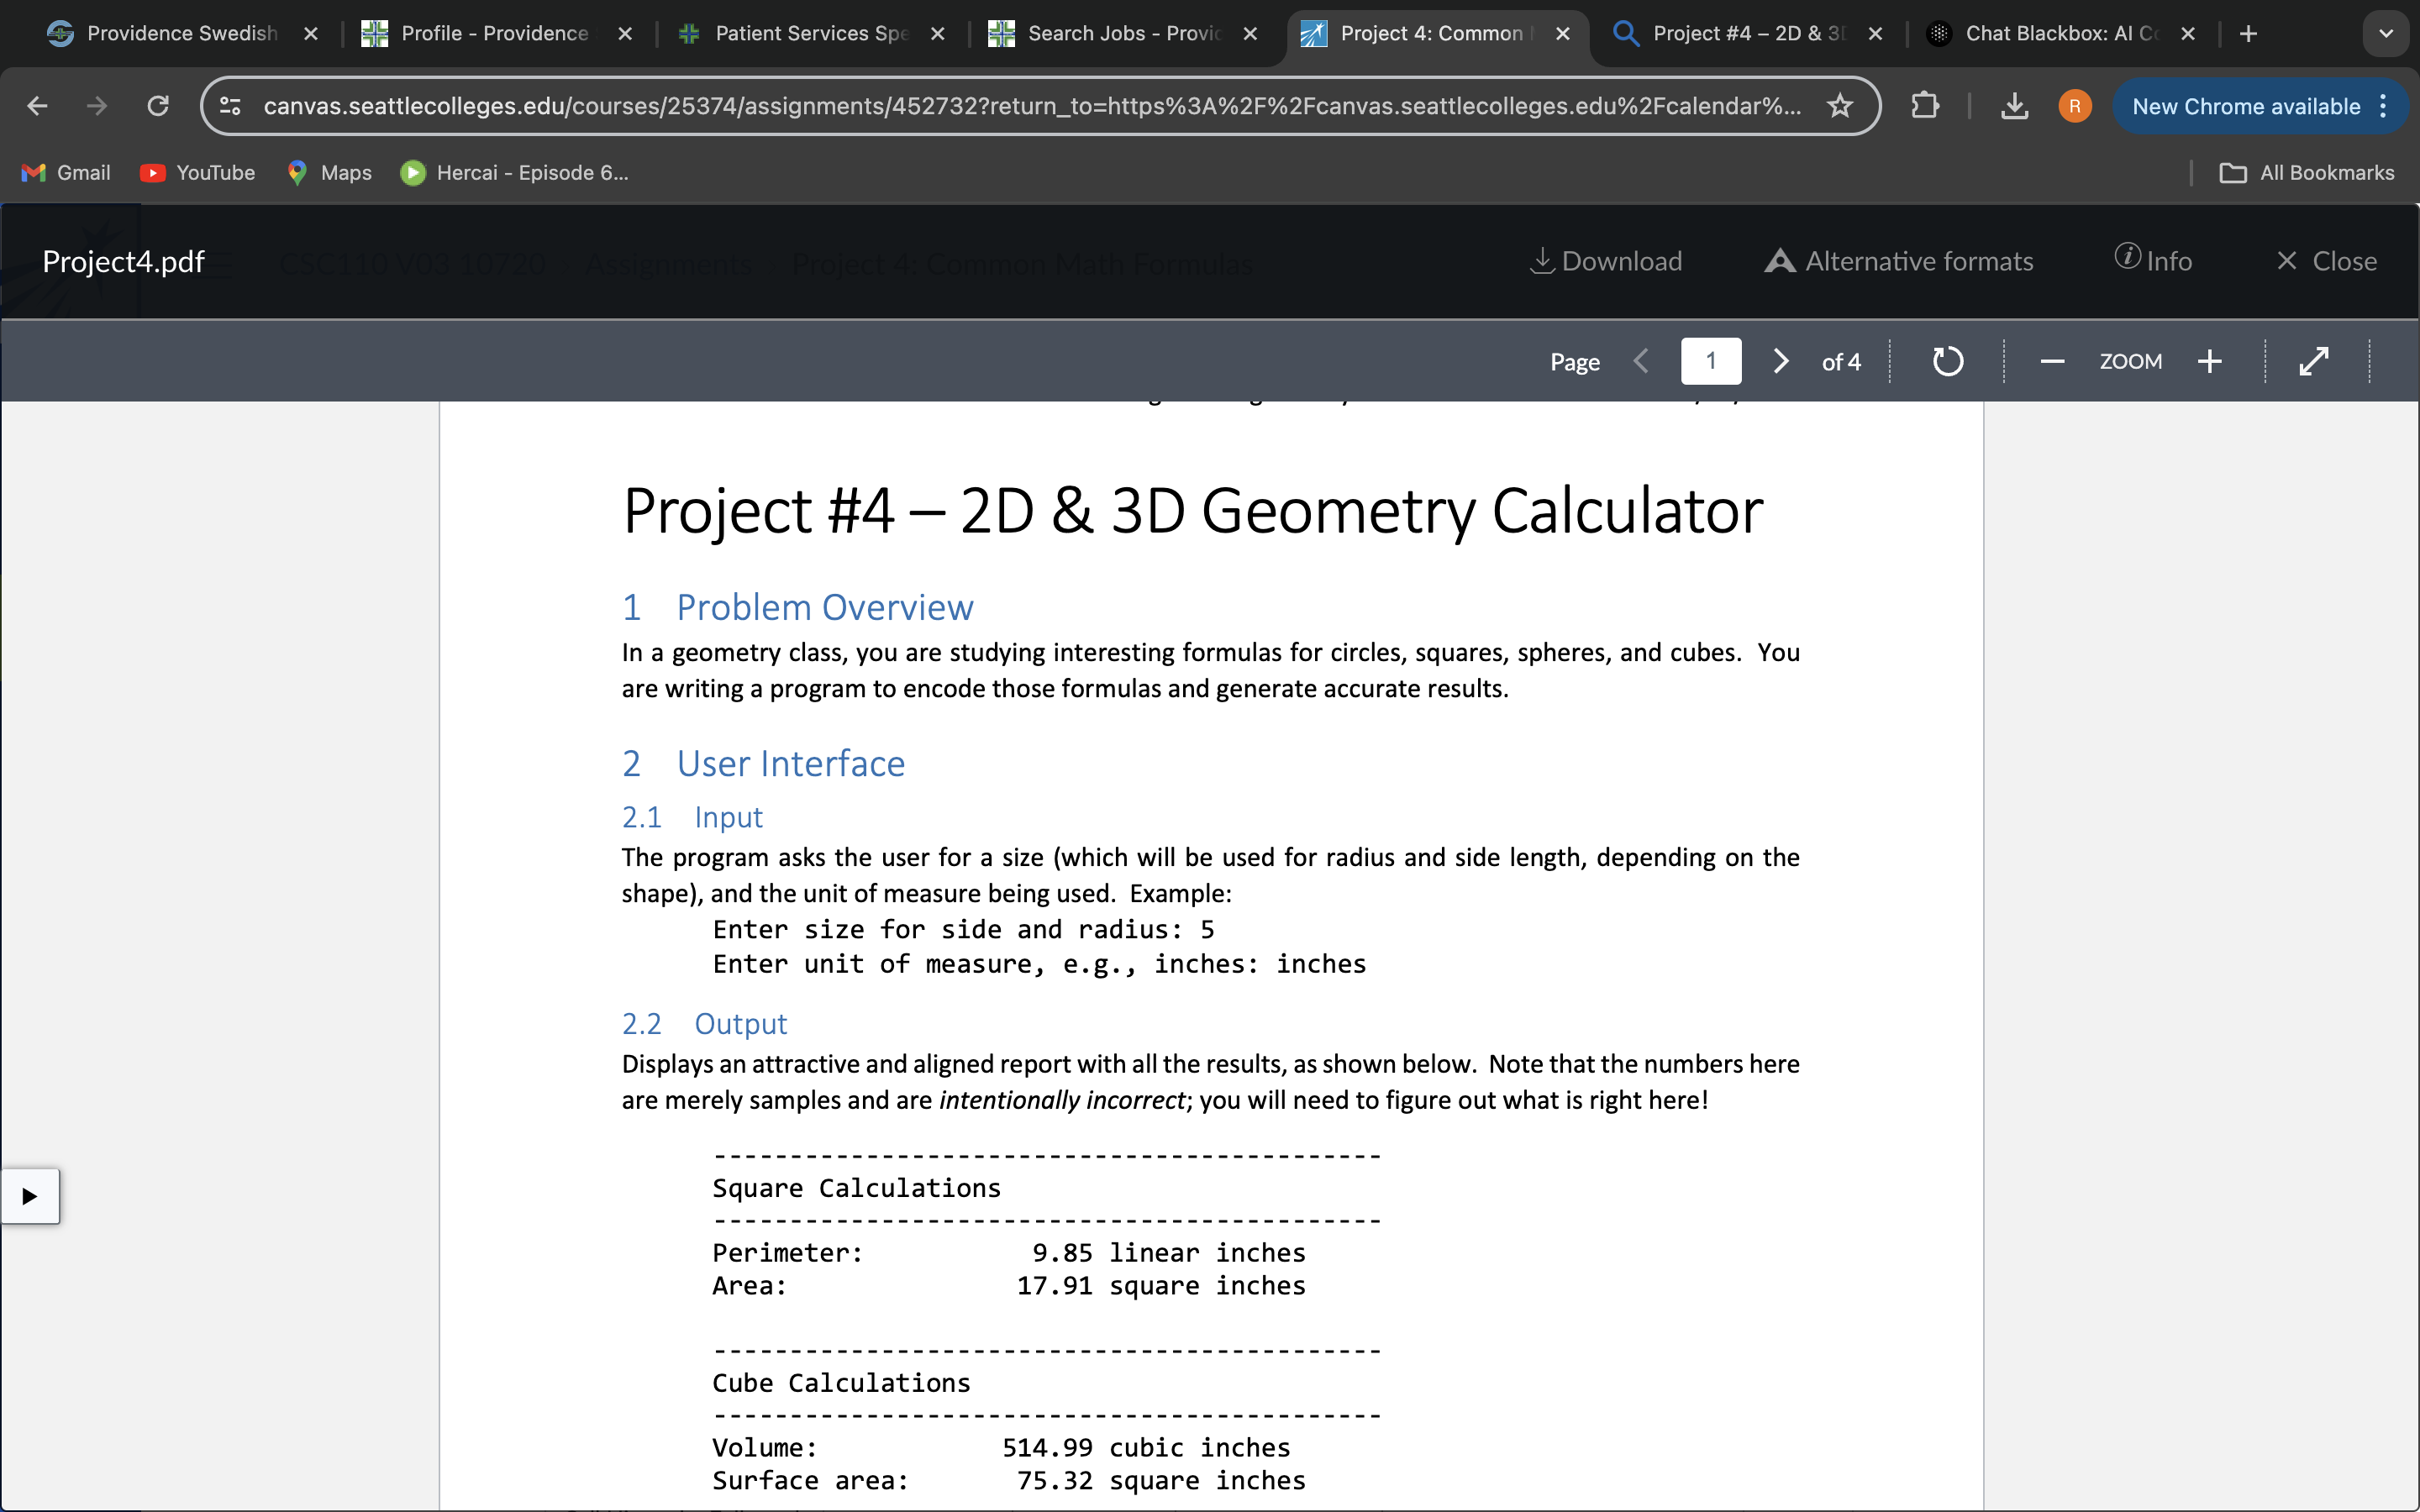 Providence Swedish
Profile - Providence
Patient Services Spe
Search Jobs - Provid
Project 4: Common
Project #4 – 2D & 3D
Chat Blackbox: AI Co
canvas.seattlecolleges.edu/courses/25374/assignments/452732?return_to=https%3A%2F%2Fcanvas.seattlecolleges.edu%2Fcalendar%...
R
New Chrome available
Gmail
YouTube
Maps
Hercai - Episode 6...
All Bookmarks
Project4.pdf
CSC110 V03 10720
Assignments
Project 4: Common Math Formulas
Download
Alternative formats
Info
Close
Page
1
of 4
ZOOM
Project #4 – 2D & 3D Geometry Calculator
1 Problem Overview
In a geometry class, you are studying interesting formulas for circles, squares, spheres, and cubes. You
are writing a program to encode those formulas and generate accurate results.
2 User Interface
2.1 Input
The program asks the user for a size (which will be used for radius and side length, depending on the
shape), and the unit of measure being used. Example:
Enter size for side and radius: 5
Enter unit of measure, e.g., inches: inches
2.2 Output
Displays an attractive and aligned report with all the results, as shown below. Note that the numbers here
are merely samples and are intentionally incorrect; you will need to figure out what is right here!
--------------------------------------------
Square Calculations
--------------------------------------------
Perimeter: 9.85 linear inches
Area: 17.91 square inches
--------------------------------------------
Cube Calculations
--------------------------------------------
Volume: 514.99 cubic inches
Surface area: 75.32 square inches